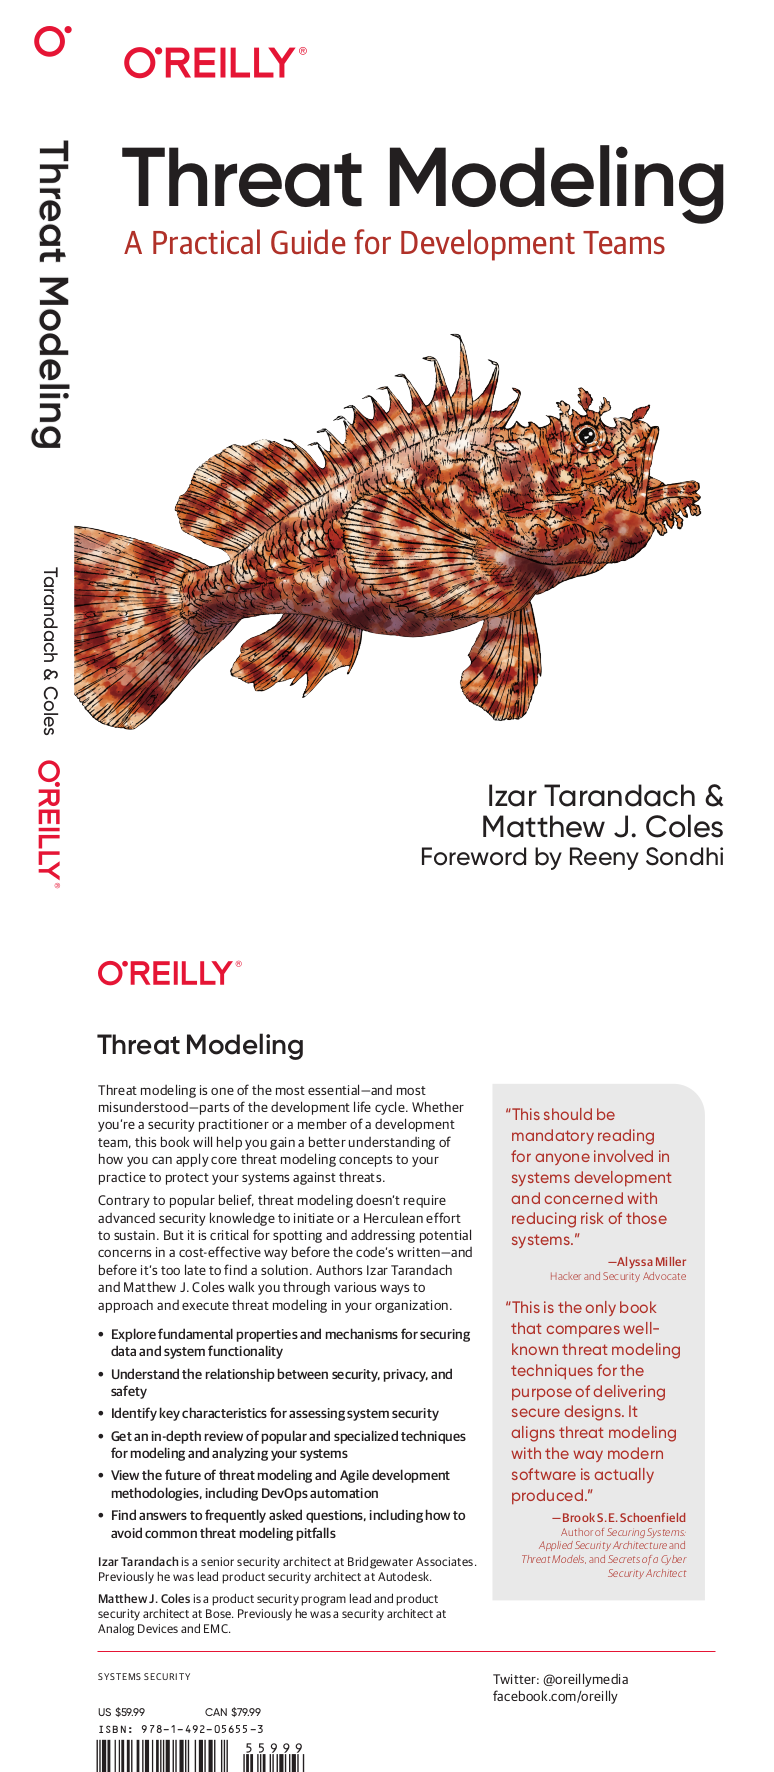 O'REILLY®
Threat Modeling
A Practical Guide for Development Teams
Izar Tarandach &
Matthew J. Coles
Foreword by Reeny Sondhi
Threat Modeling
Tarandach & Coles
O'REILLY®
O'REILLY®
Threat Modeling
Threat modeling is one of the most essential—and most
misunderstood—parts of the development life cycle. Whether
you’re a security practitioner or a member of a development
team, this book will help you gain a better understanding of
how you can apply core threat modeling concepts to your
practice to protect your systems against threats.
Contrary to popular belief, threat modeling doesn’t require
advanced security knowledge to initiate or a Herculean effort
to sustain. But it is critical for spotting and addressing potential
concerns in a cost-effective way before the code’s written—and
before it’s too late to find a solution. Authors Izar Tarandach
and Matthew J. Coles walk you through various ways to
approach and execute threat modeling in your organization.
• Explore fundamental properties and mechanisms for securing
data and system functionality
• Understand the relationship between security, privacy, and
safety
• Identify key characteristics for assessing system security
• Get an in-depth review of popular and specialized techniques
for modeling and analyzing your systems
• View the future of threat modeling and Agile development
methodologies, including DevOps automation
• Find answers to frequently asked questions, including how to
avoid common threat modeling pitfalls
Izar Tarandach is a senior security architect at Bridgewater Associates.
Previously he was lead product security architect at Autodesk.
Matthew J. Coles is a product security program lead and product
security architect at Bose. Previously he was a security architect at
Analog Devices and EMC.
“This should be
mandatory reading
for anyone involved in
systems development
and concerned with
reducing risk of those
systems.”
—Alyssa Miller
Hacker and Security Advocate
“This is the only book
that compares well-
known threat modeling
techniques for the
purpose of delivering
secure designs. It
aligns threat modeling
with the way modern
software is actually
produced.”
—Brook S. E. Schoenfield
Author of Securing Systems:
Applied Security Architecture and
Threat Models, and Secrets of a Cyber
Security Architect
SYSTEMS SECURITY
US $59.99 CAN $79.99
ISBN: 978-1-492-05655-3
55999
Twitter: @oreillymedia
facebook.com/oreilly